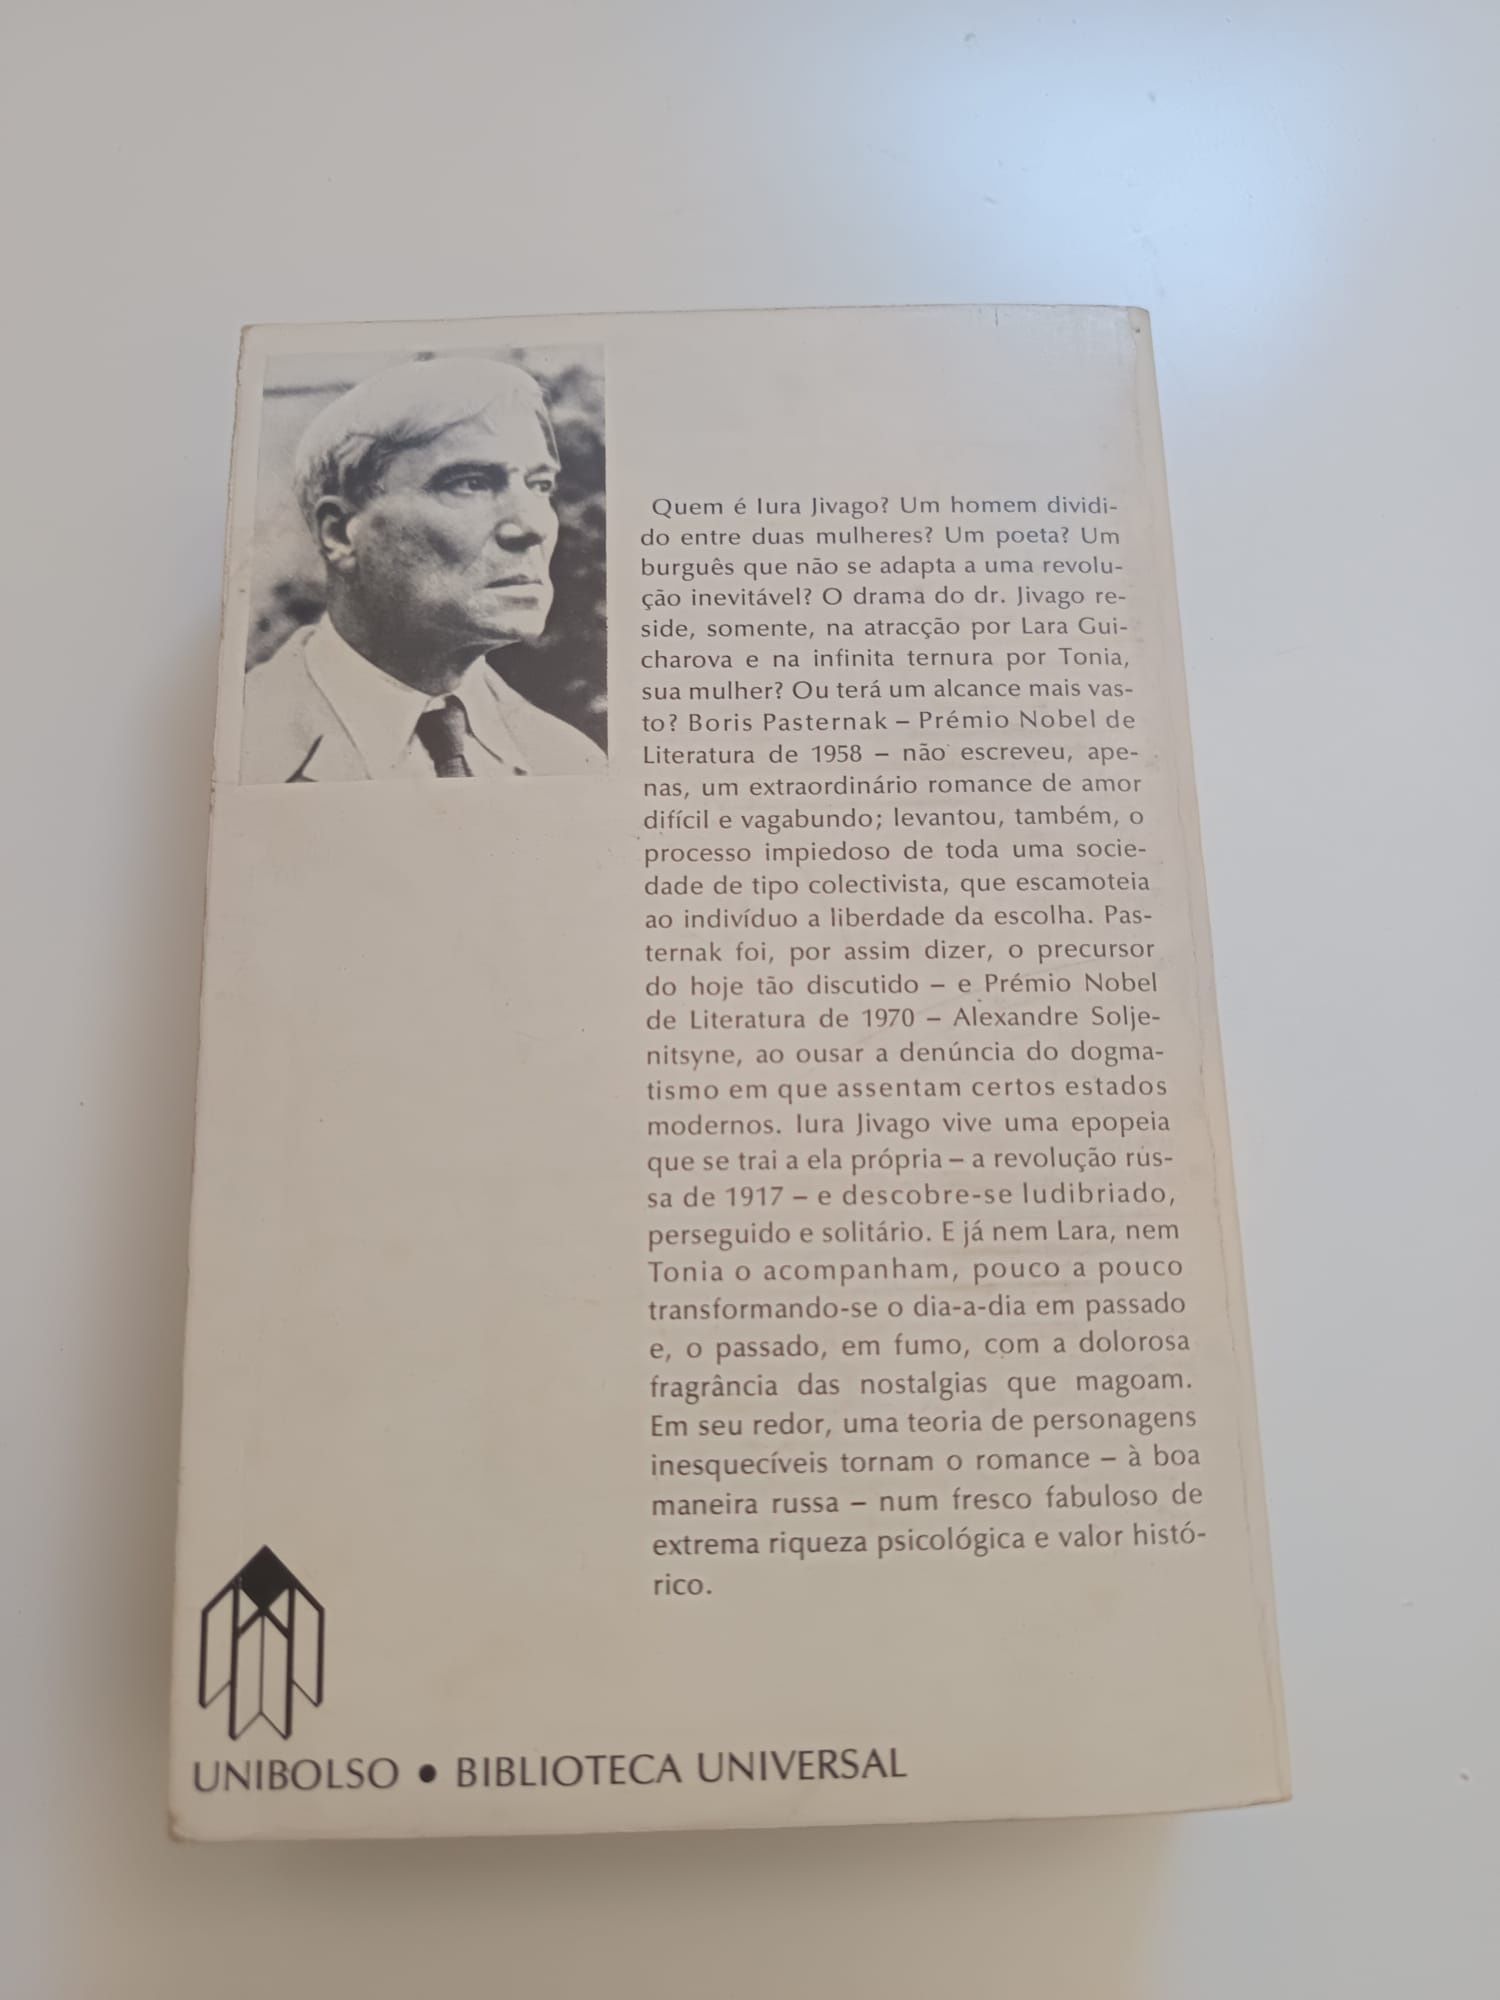 Quem é Iura Jivago? Um homem dividi-
do entre duas mulheres? Um poeta? Um
burguês que não se adapta a uma revolu-
ção inevitável? O drama do dr. Jivago re-
side, somente, na atracção por Lara Gui-
charova e na infinita ternura por Tonia,
sua mulher? Ou terá um alcance mais vas-
to? Boris Pasternak – Prémio Nobel de
Literatura de 1958 – não escreveu, ape-
nas, um extraordinário romance de amor
difícil e vagabundo; levantou, também, o
processo impiedoso de toda uma socie-
dade de tipo colectivista, que escamoteia
ao indivíduo a liberdade da escolha. Pas-
ternak foi, por assim dizer, o precursor
do hoje tão discutido – e Prémio Nobel
de Literatura de 1970 – Alexandre Solje-
nitsyne, ao ousar a denúncia do dogma-
tismo em que assentam certos estados
modernos. Iura Jivago vive uma epopeia
que se trai a ela própria – a revolução rus-
sa de 1917 – e descobre-se ludibriado,
perseguido e solitário. E já nem Lara, nem
Tonia o acompanham, pouco a pouco
transformando-se o dia-a-dia em passado
e, o passado, em fumo, com a dolorosa
fragrância das nostalgias que magoam.
Em seu redor, uma teoria de personagens
inesquecíveis tornam o romance – à boa
maneira russa – num fresco fabuloso de
extrema riqueza psicológica e valor histó-
rico.
UNIBOLSO • BIBLIOTECA UNIVERSAL